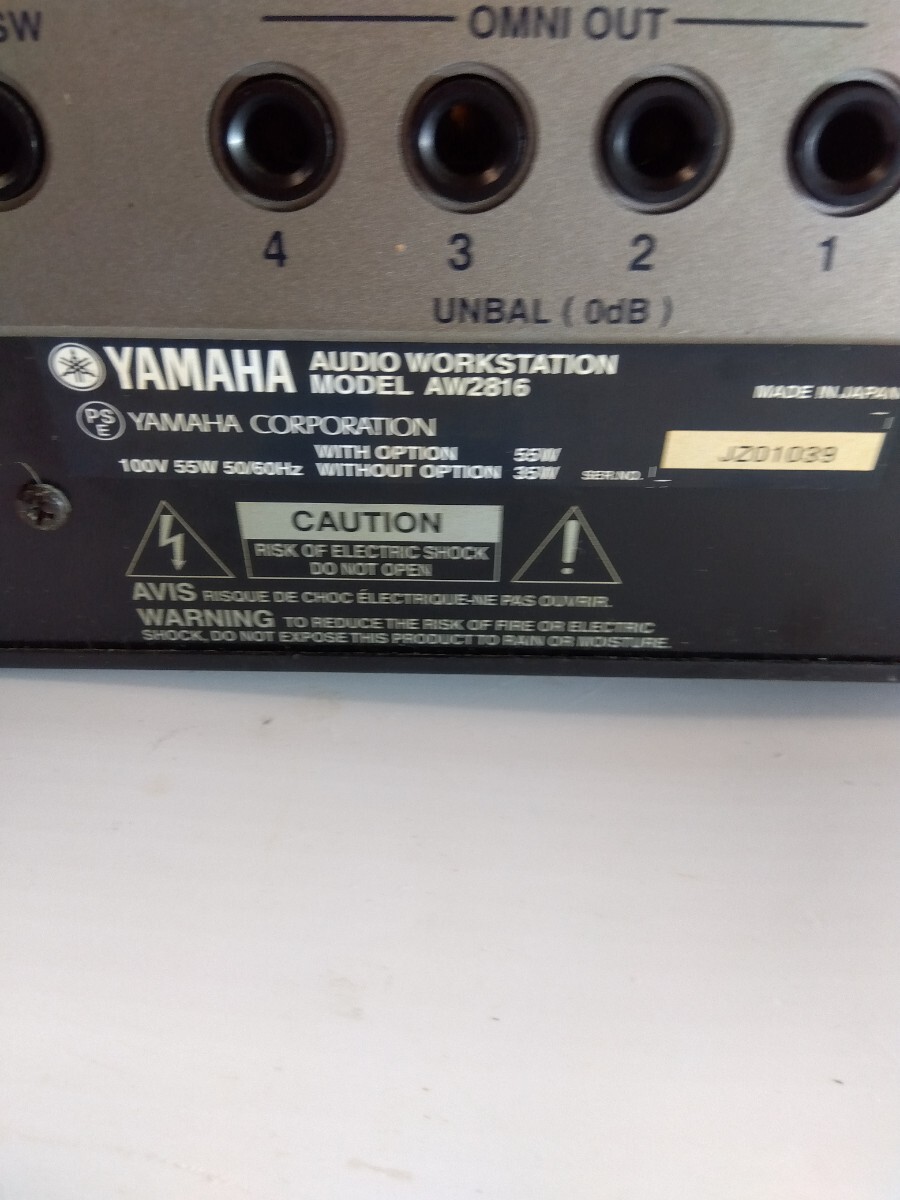 SW
OMNI OUT
4 3 2 1
UNBAL ( 0dB )
YAMAHA AUDIO WORKSTATION
MODEL AW2816
MADE IN JAPAN
PS
E
YAMAHA CORPORATION
WITH OPTION 55W
100V 55W 50/60Hz WITHOUT OPTION 35W SER.NO. JZ01039
CAUTION
RISK OF ELECTRIC SHOCK
DO NOT OPEN
AVIS RISQUE DE CHOC ÉLECTRIQUE-NE PAS OUVRIR.
WARNING TO REDUCE THE RISK OF FIRE OR ELECTRIC
SHOCK, DO NOT EXPOSE THIS PRODUCT TO RAIN OR MOISTURE.